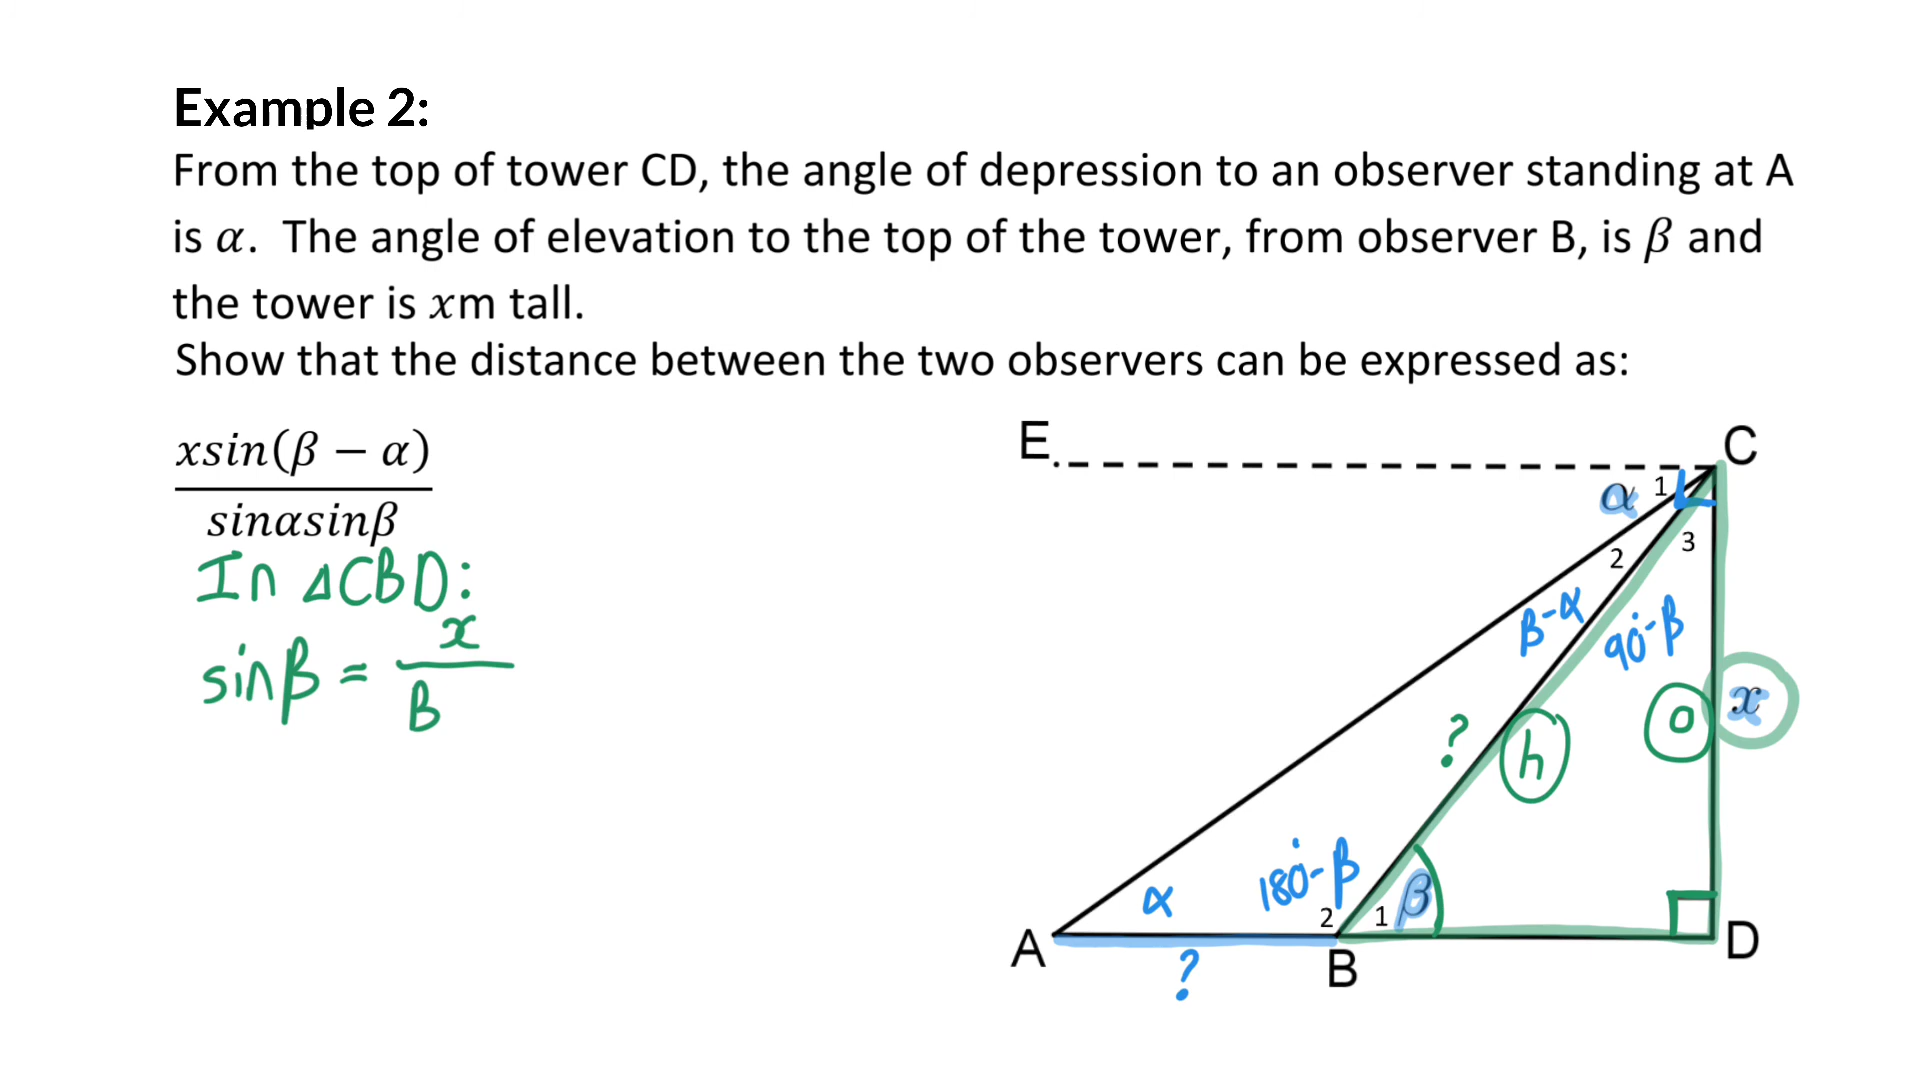 Example 2:
From the top of tower CD, the angle of depression to an observer standing at A
is α. The angle of elevation to the top of the tower, from observer B, is β and
the tower is xm tall.
Show that the distance between the two observers can be expressed as:
xsin(β − α)
sinαsinβ
In ΔCBD:
sinβ = x
B
E
C
α 1
2
3
β-α
90°-β
?
h
o
x
α
180°-β
2
1
β
A
B
D
?